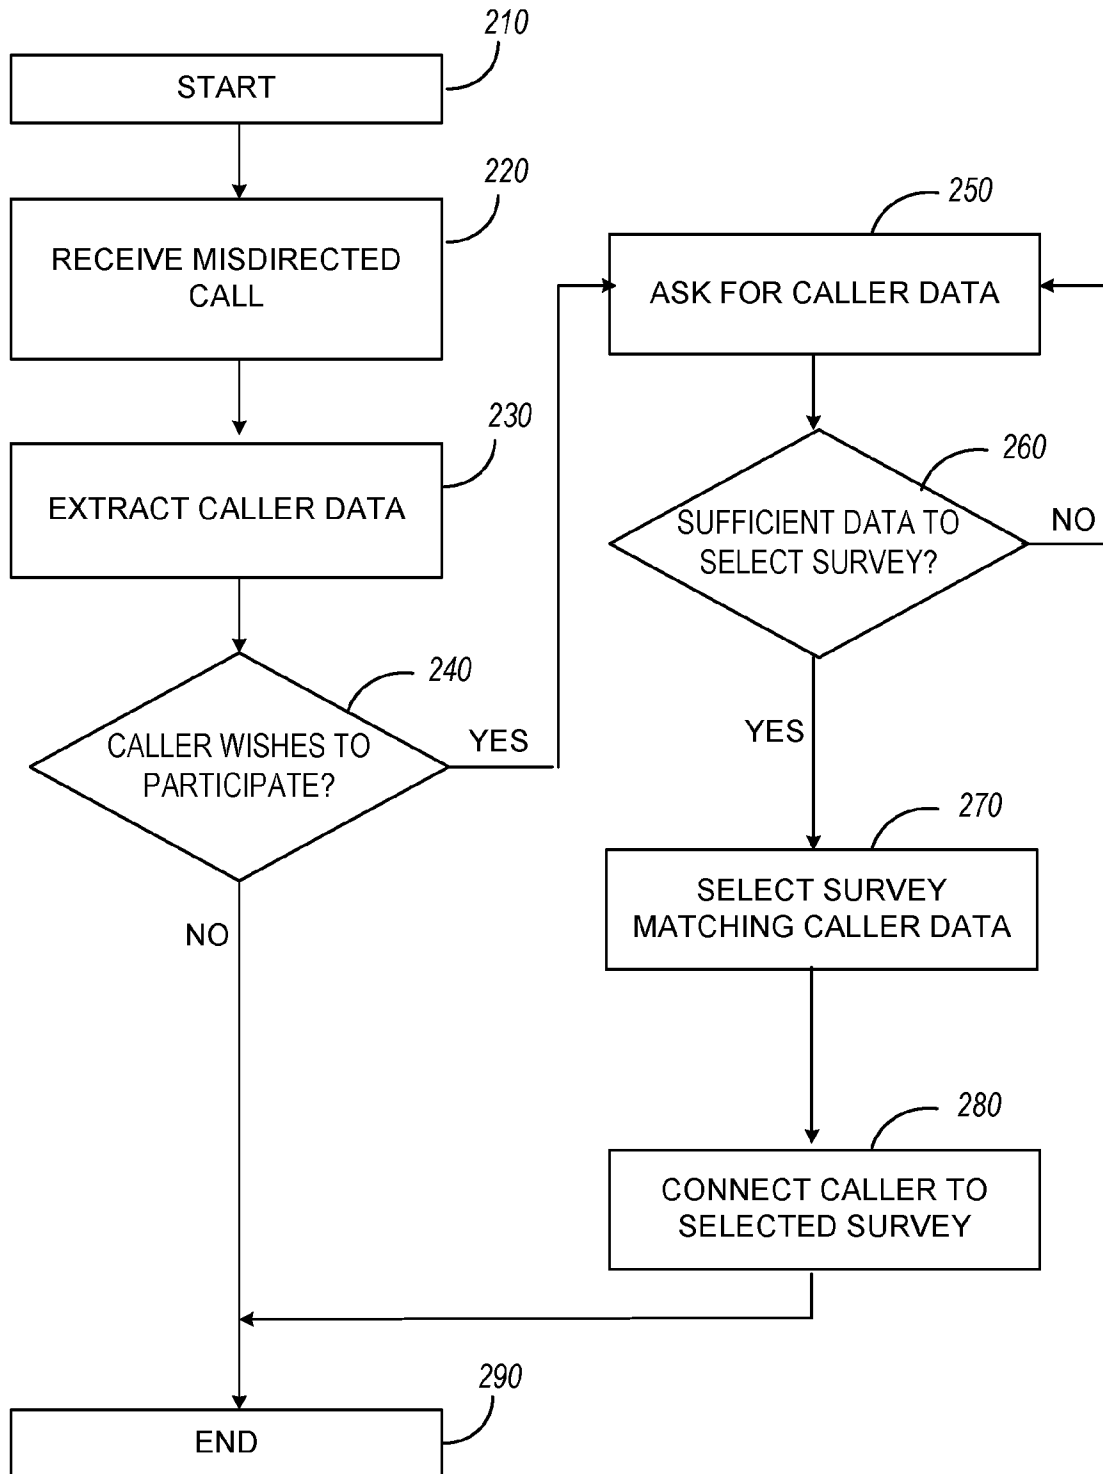 210
START
220
RECEIVE MISDIRECTED
CALL
230
EXTRACT CALLER DATA
240
CALLER WISHES TO
PARTICIPATE?
YES
NO
250
ASK FOR CALLER DATA
260
SUFFICIENT DATA TO
SELECT SURVEY?
NO
YES
270
SELECT SURVEY
MATCHING CALLER DATA
280
CONNECT CALLER TO
SELECTED SURVEY
290
END